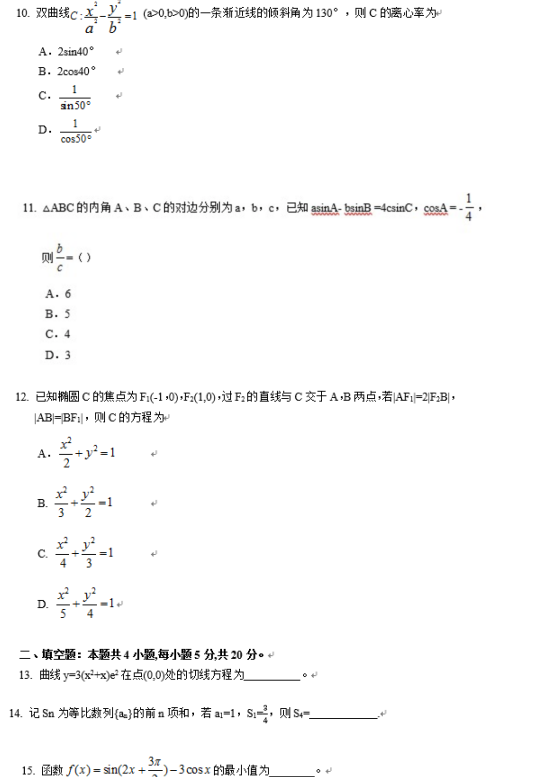 10. 双曲线C:x²/a²-y²/b²=1 (a>0,b>0)的一条渐近线的倾斜角为130°，则C的离心率为
A. 2sin40°
B. 2cos40°
C. 1/sin50°
D. 1/cos50°
11. △ABC的内角A、B、C的对边分别为a，b，c，已知asinA- bsinB =4csinC，cosA = -1/4，
则b/c=（）
A. 6
B. 5
C. 4
D. 3
12. 已知椭圆C的焦点为F₁(-1,0),F₂(1,0),过F₂的直线与C交于A,B两点,若|AF₁|=2|F₂B|，
|AB|=|BF₁|，则C的方程为
A. x²/2+y²=1
B. x²/3+y²/2=1
C. x²/4+y²/3=1
D. x²/5+y²/4=1
二、填空题：本题共4小题,每小题5分,共20分。
13. 曲线y=3(x²+x)e²在点(0,0)处的切线方程为________。
14. 记Sn为等比数列{aₙ}的前n项和，若a₁=1，S₁=3/4，则S₄=__________.
15. 函数f(x)=sin(2x+3π/2)-3cosx的最小值为_______。